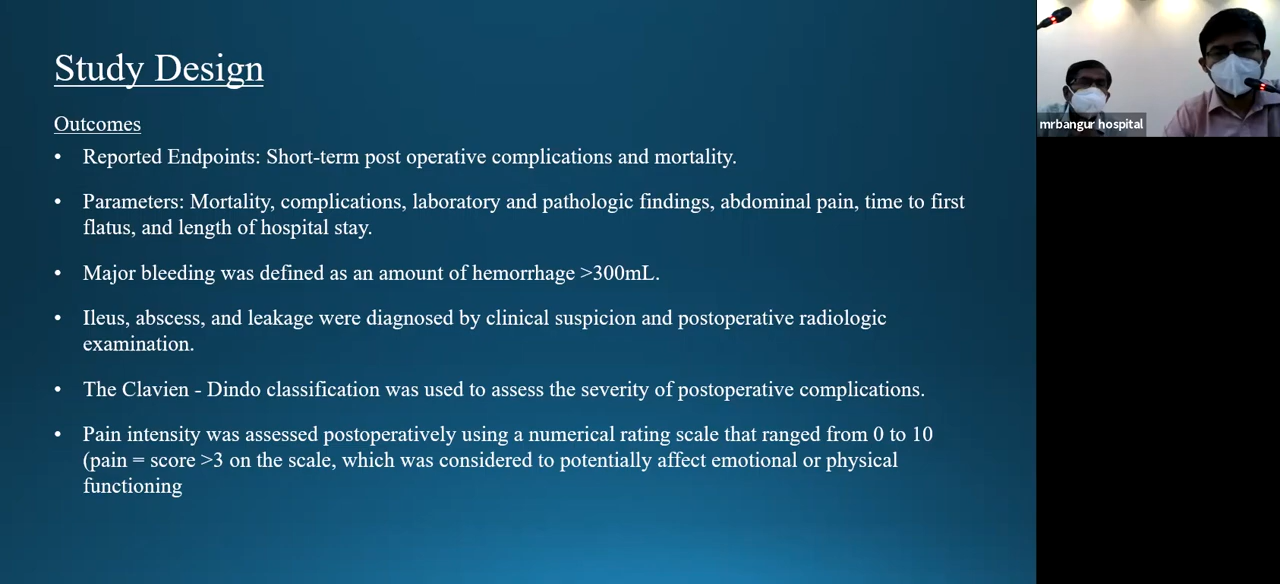 Study Design
Outcomes
• Reported Endpoints: Short-term post operative complications and mortality.
• Parameters: Mortality, complications, laboratory and pathologic findings, abdominal pain, time to first
flatus, and length of hospital stay.
• Major bleeding was defined as an amount of hemorrhage >300mL.
• Ileus, abscess, and leakage were diagnosed by clinical suspicion and postoperative radiologic
examination.
• The Clavien - Dindo classification was used to assess the severity of postoperative complications.
• Pain intensity was assessed postoperatively using a numerical rating scale that ranged from 0 to 10
(pain = score >3 on the scale, which was considered to potentially affect emotional or physical
functioning
mrbangur hospital